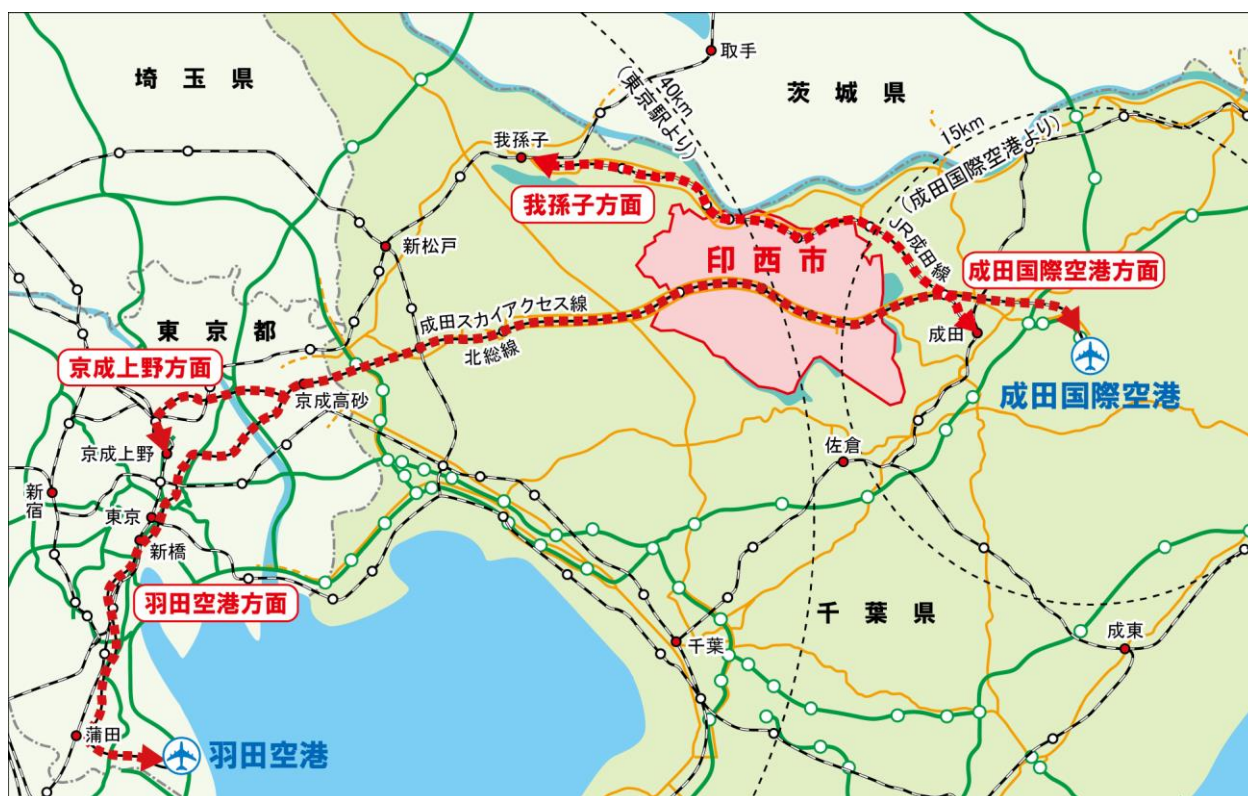 埼玉県
茨城県
取手
40km
(東京駅より)
15km
(成田国際空港より)
我孫子
我孫子方面
新松戸
印西市
JR成田線
成田国際空港方面
成田スカイアクセス線
北総線
東京都
京成上野方面
京成高砂
成田
成田国際空港
京成上野
佐倉
新宿
東京
新橋
羽田空港方面
千葉県
千葉
成東
蒲田
羽田空港